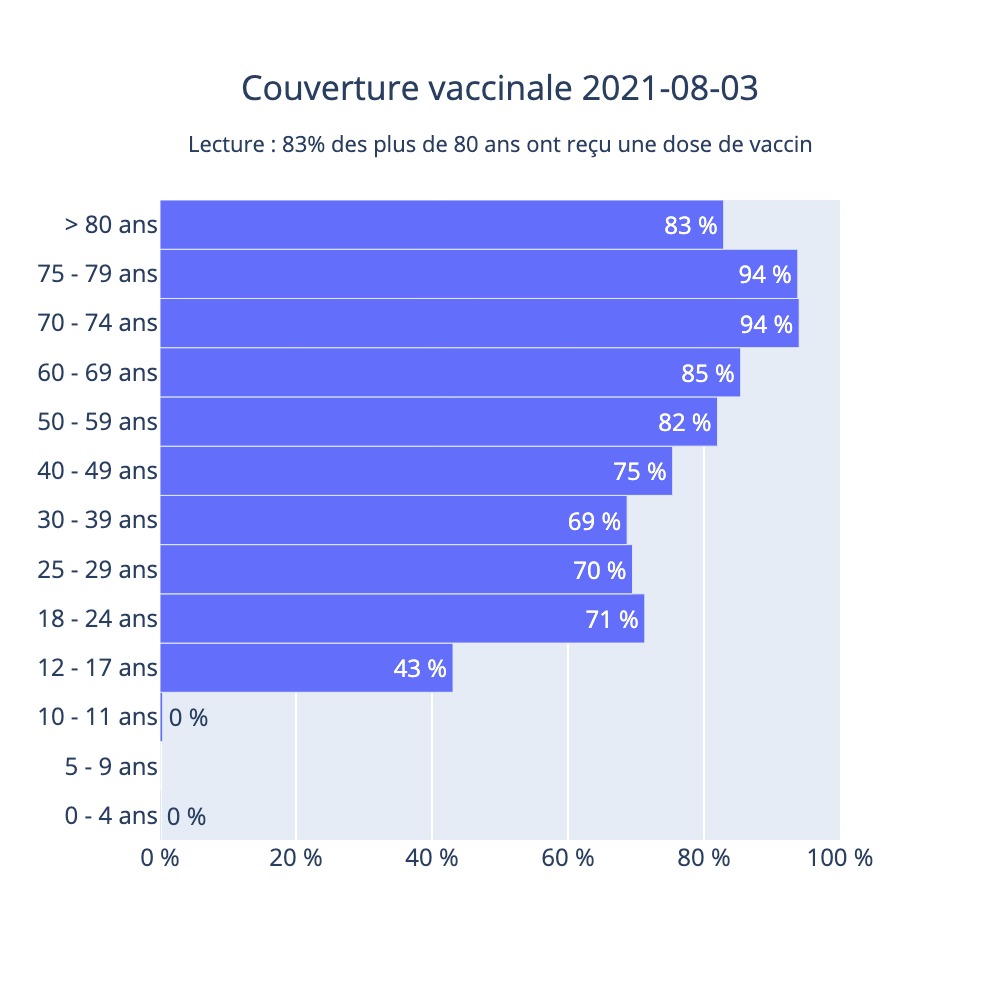 Couverture vaccinale 2021-08-03
Lecture : 83% des plus de 80 ans ont reçu une dose de vaccin
> 80 ans 83 %
75 - 79 ans 94 %
70 - 74 ans 94 %
60 - 69 ans 85 %
50 - 59 ans 82 %
40 - 49 ans 75 %
30 - 39 ans 69 %
25 - 29 ans 70 %
18 - 24 ans 71 %
12 - 17 ans 43 %
10 - 11 ans 0 %
5 - 9 ans
0 - 4 ans 0 %
0 % 20 % 40 % 60 % 80 % 100 %